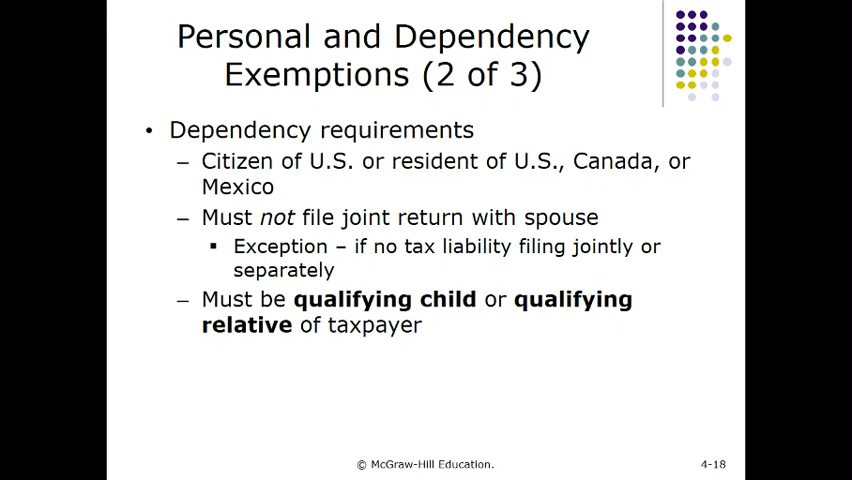 Personal and Dependency
Exemptions (2 of 3)
• Dependency requirements
– Citizen of U.S. or resident of U.S., Canada, or
Mexico
– Must not file joint return with spouse
▪ Exception – if no tax liability filing jointly or
separately
– Must be qualifying child or qualifying
relative of taxpayer
© McGraw-Hill Education.
4-18